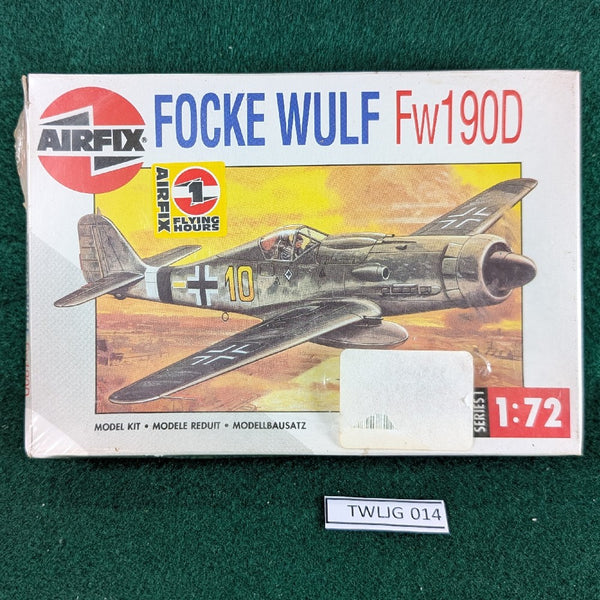 AIRFIX
FOCKE WULF Fw190D
AIRFIX
1
FLYING
HOURS
10
MODEL KIT • MODELE REDUIT • MODELLBAUSATZ
SERIES 1
1:72
TWLJG 014